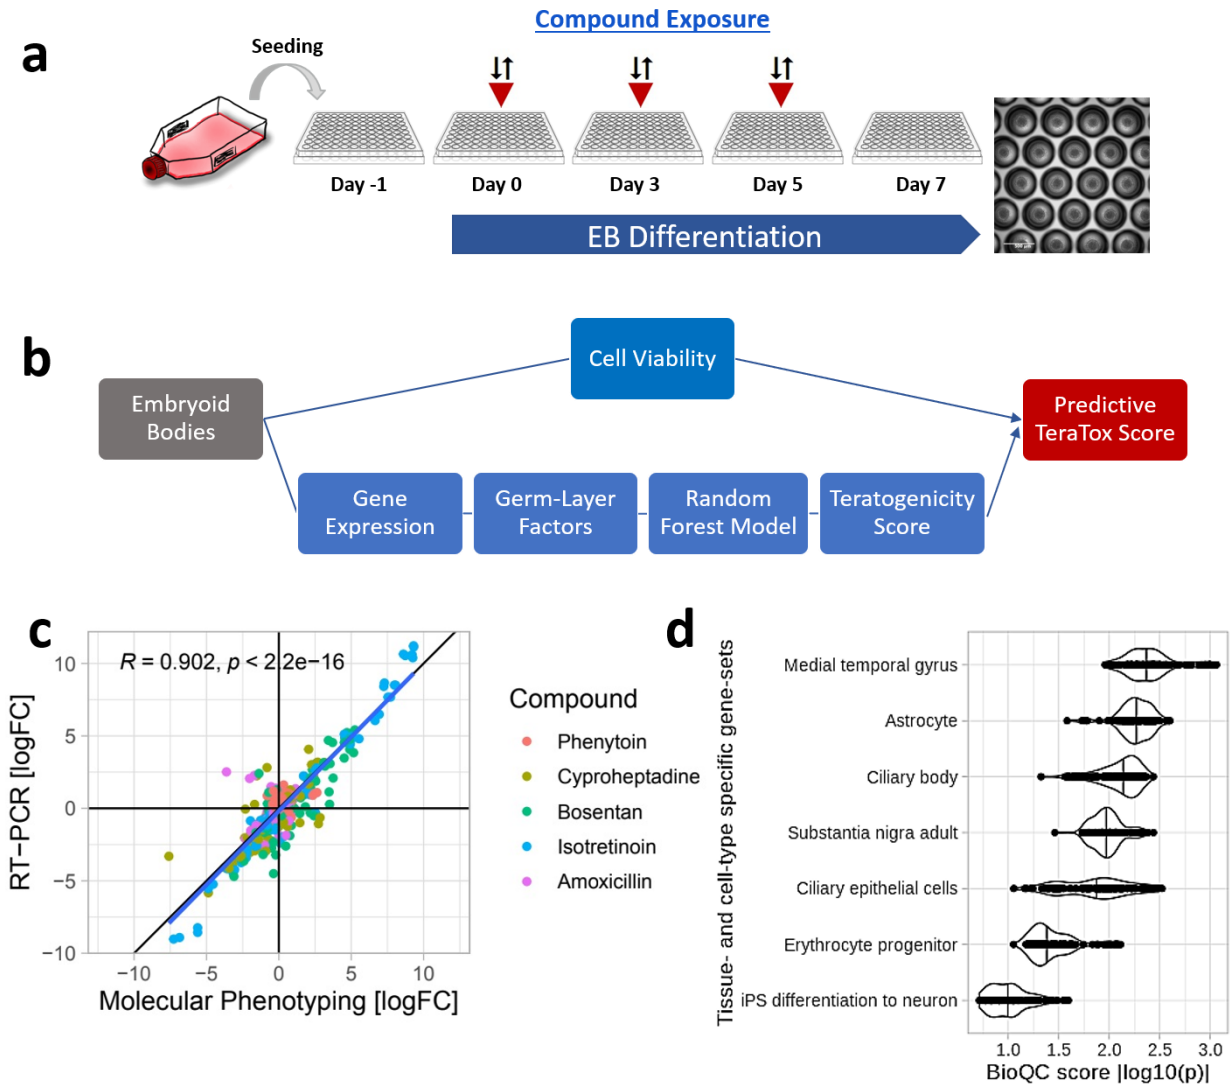 a
Compound Exposure
Seeding
Day -1
Day 0
Day 3
Day 5
Day 7
EB Differentiation
b
Embryoid
Bodies
Cell Viability
Gene
Expression
Germ-Layer
Factors
Random
Forest Model
Teratogenicity
Score
Predictive
TeraTox Score
c
R = 0.902, p < 2.2e−16
RT−PCR [logFC]
10
5
0
−5
−10
−10
−5
0
5
10
Molecular Phenotyping [logFC]
Compound
Phenytoin
Cyproheptadine
Bosentan
Isotretinoin
Amoxicillin
d
Tissue- and cell-type specific gene-sets
Medial temporal gyrus
Astrocyte
Ciliary body
Substantia nigra adult
Ciliary epithelial cells
Erythrocyte progenitor
iPS differentiation to neuron
1.0
1.5
2.0
2.5
3.0
BioQC score |log10(p)|